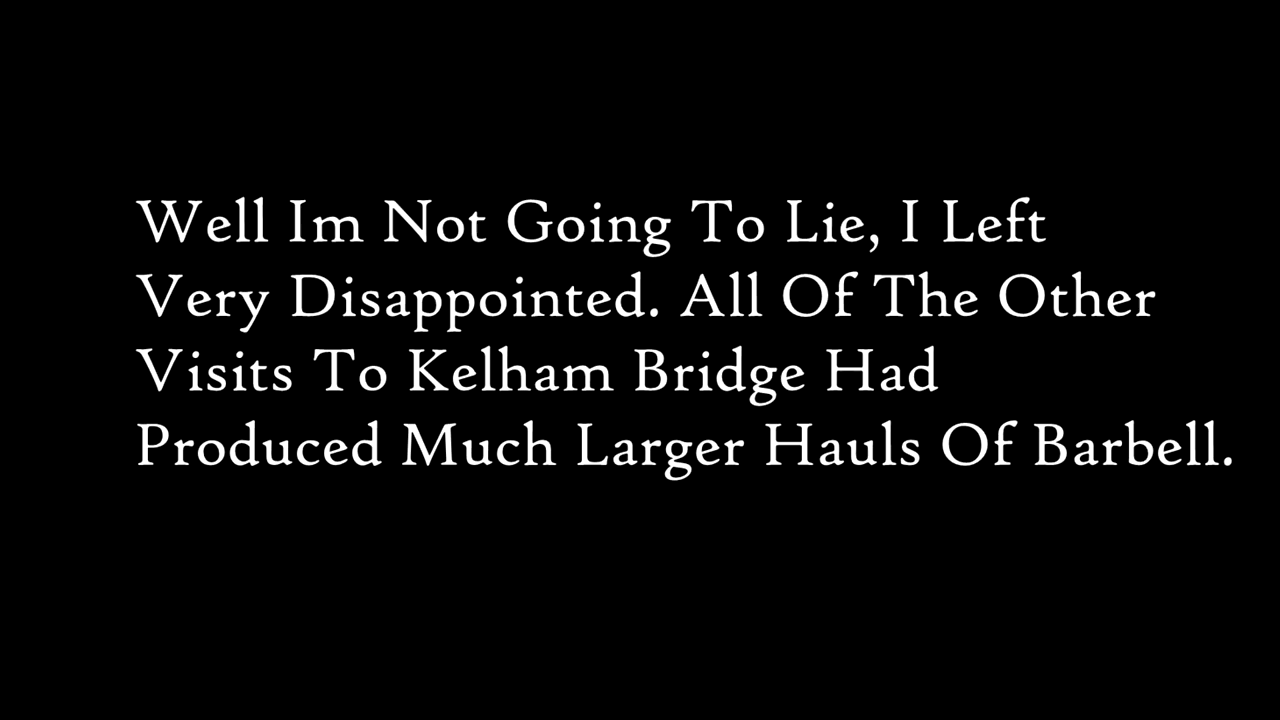 Well Im Not Going To Lie, I Left
Very Disappointed. All Of The Other
Visits To Kelham Bridge Had
Produced Much Larger Hauls Of Barbell.